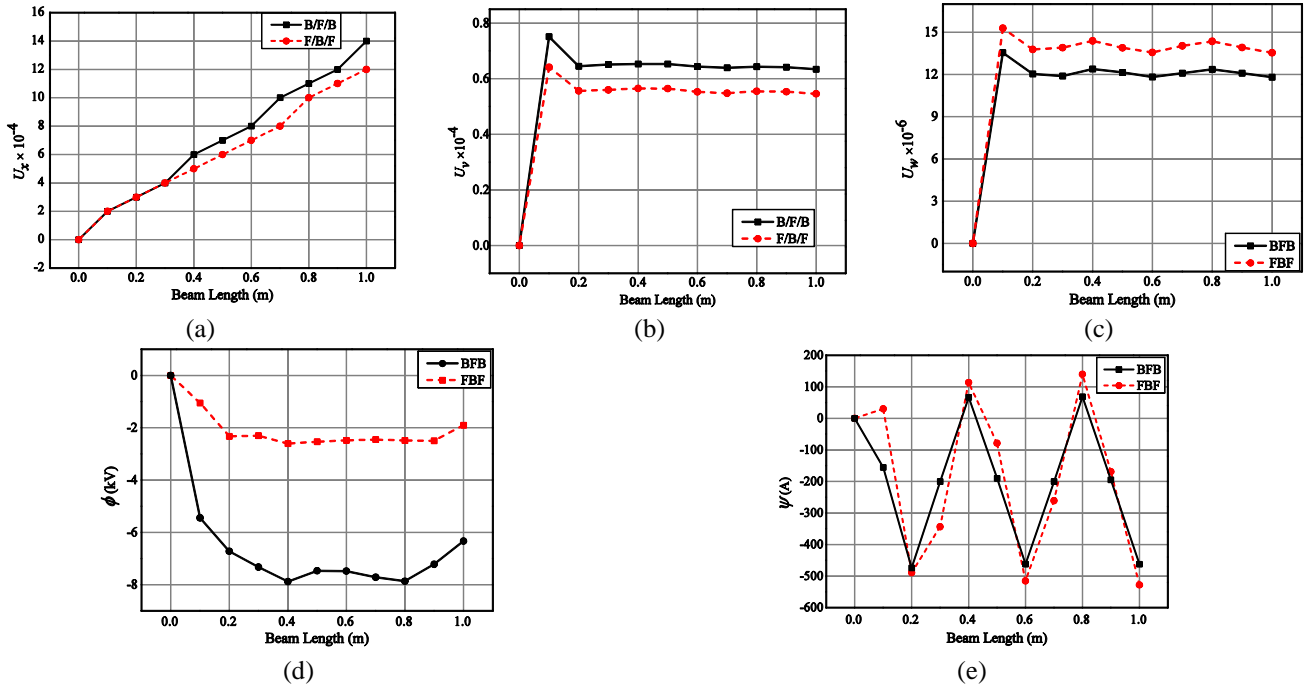 B/F/B
F/B/F
16
14
12
10
8
6
4
2
0
-2
U_x × 10^-4
0.0 0.2 0.4 0.6 0.8 1.0
Beam Length (m)
(a)
B/F/B
F/B/F
0.8
0.6
0.4
0.2
0.0
U_v ×10^-4
0.0 0.2 0.4 0.6 0.8 1.0
Beam Length (m)
(b)
BFB
FBF
15
12
9
6
3
0
U_w ×10^-6
0.0 0.2 0.4 0.6 0.8 1.0
Beam Length (m)
(c)
BFB
FBF
0
-2
-4
-6
-8
ϕ (kV)
0.0 0.2 0.4 0.6 0.8 1.0
Beam Length (m)
(d)
BFB
FBF
200
100
0
-100
-200
-300
-400
-500
-600
ψ (A)
0.0 0.2 0.4 0.6 0.8 1.0
Beam Length (m)
(e)